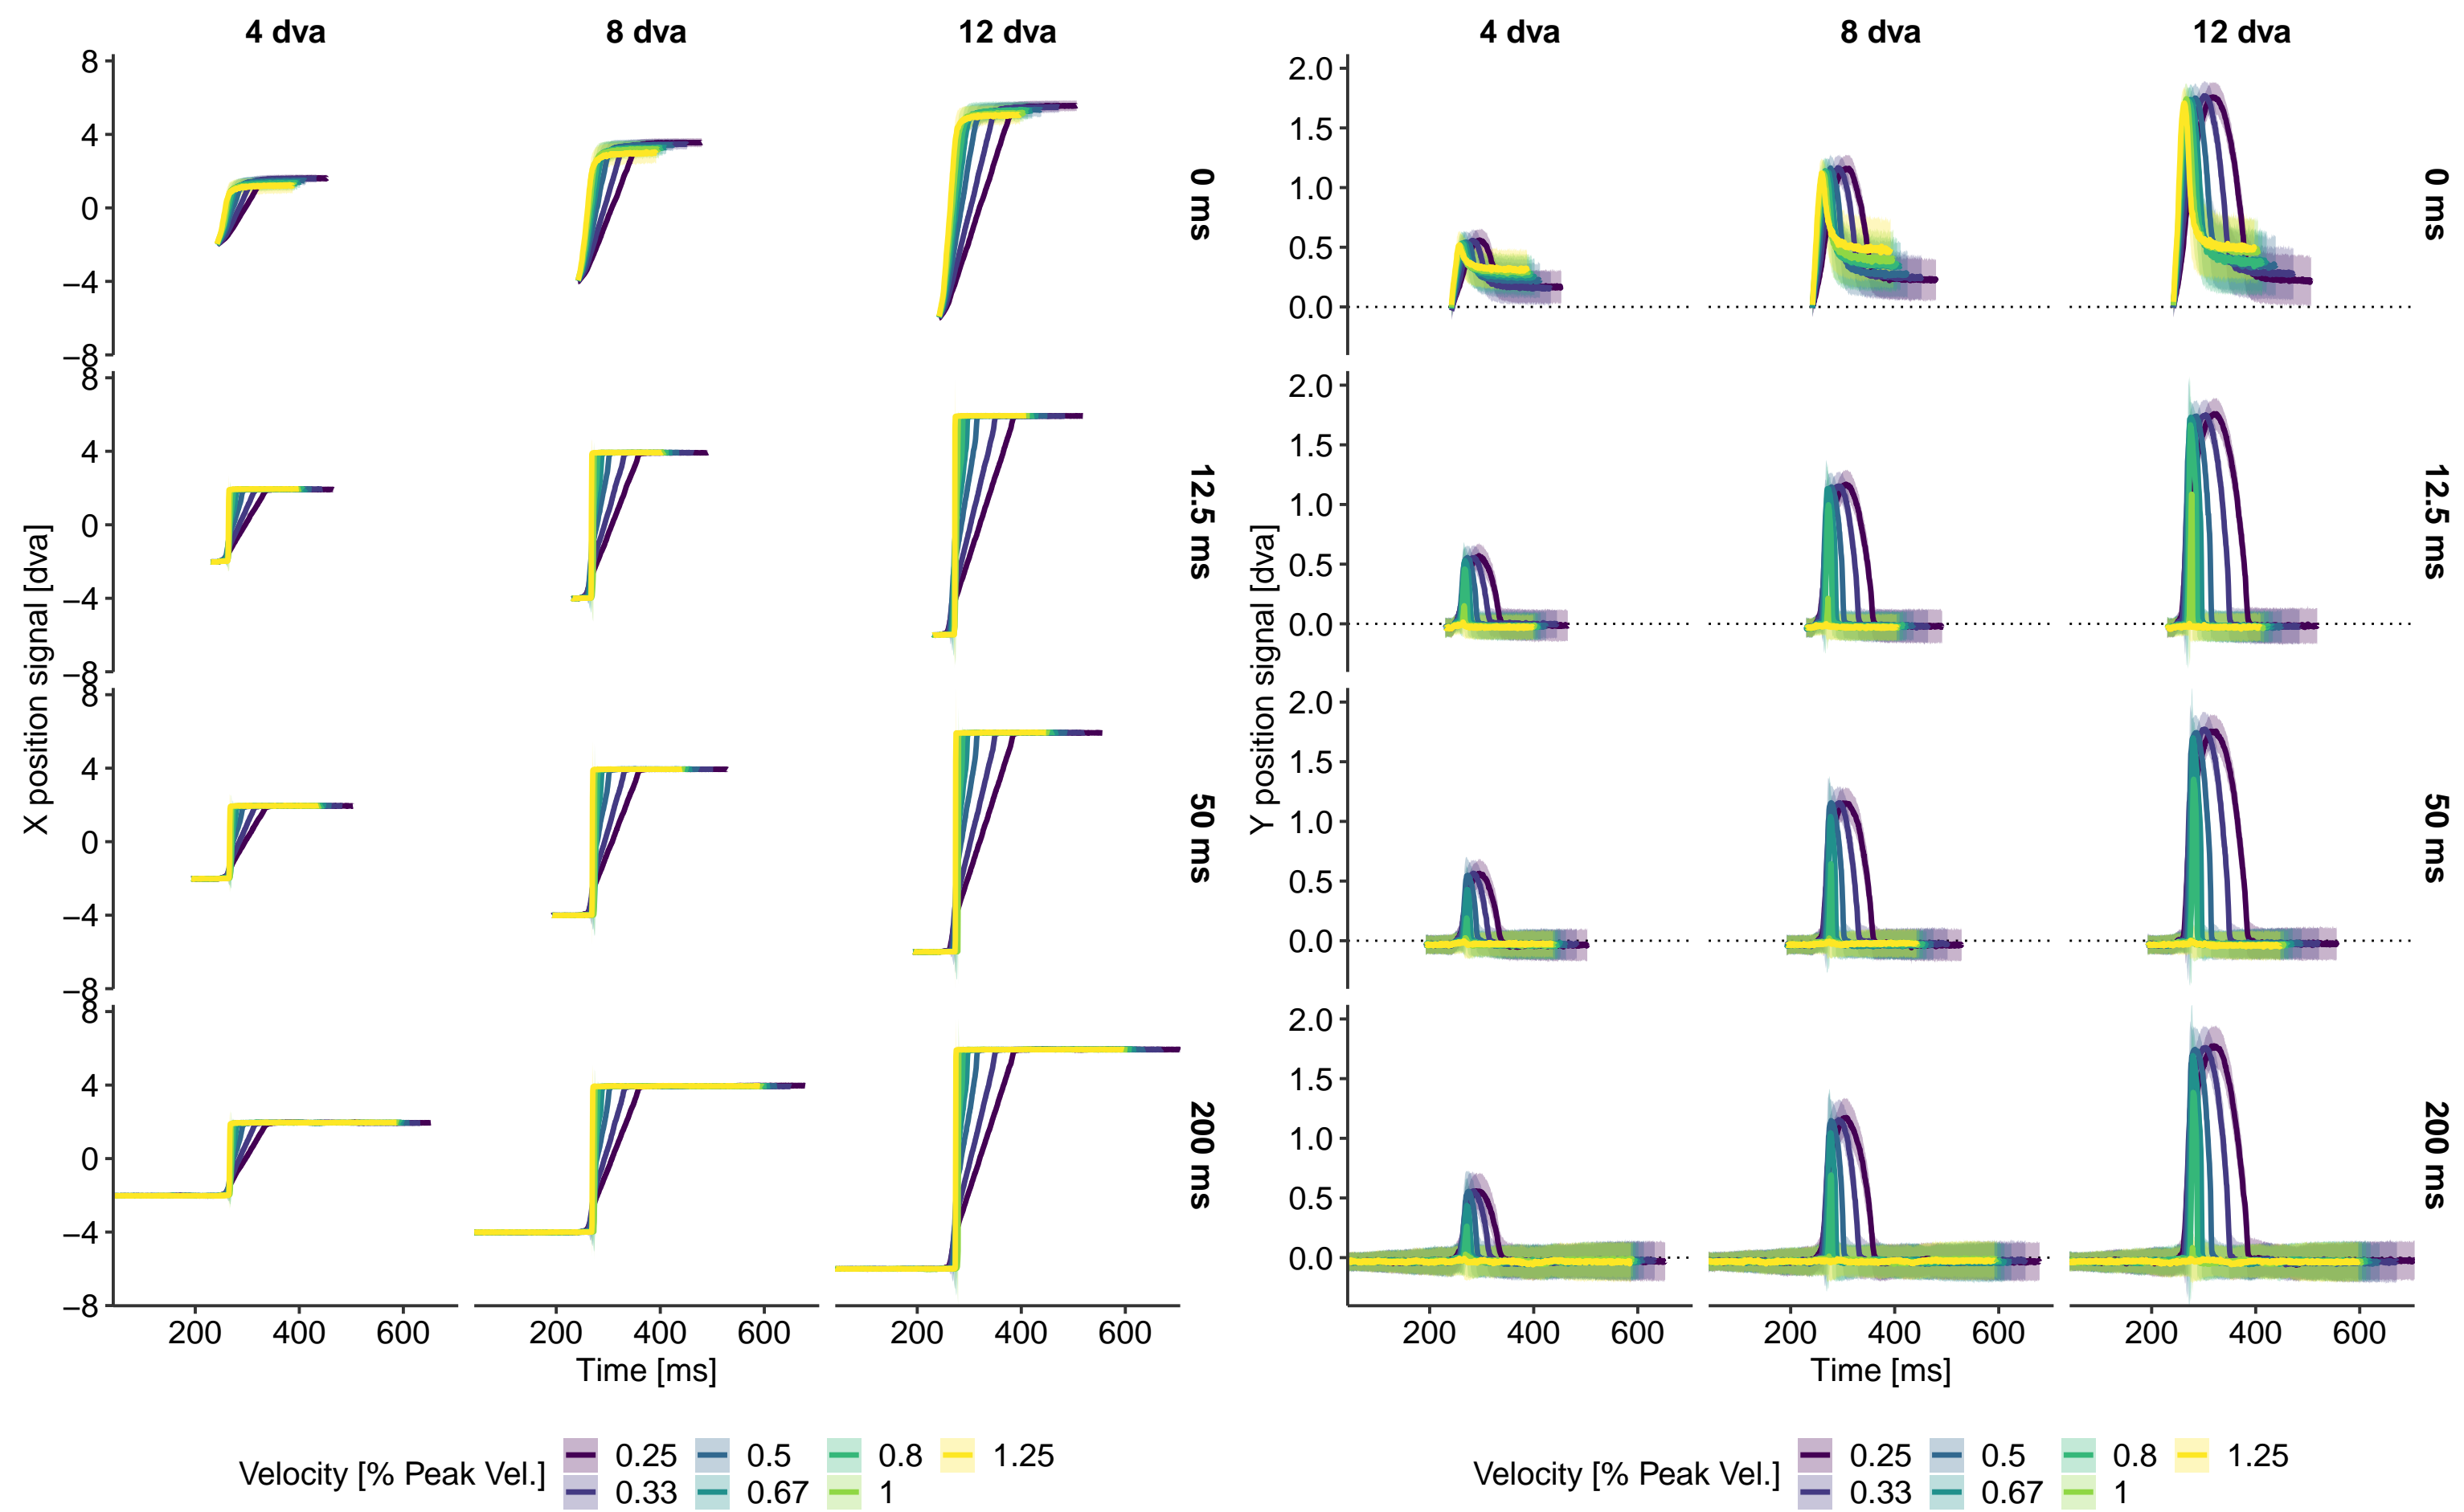 4 dva 8 dva 12 dva
8
4
0
−4
−8
0 ms
8
4
0
−4
−8
12.5 ms
8
4
0
−4
−8
50 ms
8
4
0
−4
−8
200 ms
X position signal [dva]
200 400 600 200 400 600 200 400 600
Time [ms]
Velocity [% Peak Vel.]
0.25 0.5 0.8 1.25
0.33 0.67 1
4 dva 8 dva 12 dva
2.0
1.5
1.0
0.5
0.0
0 ms
2.0
1.5
1.0
0.5
0.0
12.5 ms
2.0
1.5
1.0
0.5
0.0
50 ms
2.0
1.5
1.0
0.5
0.0
200 ms
Y position signal [dva]
200 400 600 200 400 600 200 400 600
Time [ms]
Velocity [% Peak Vel.]
0.25 0.5 0.8 1.25
0.33 0.67 1